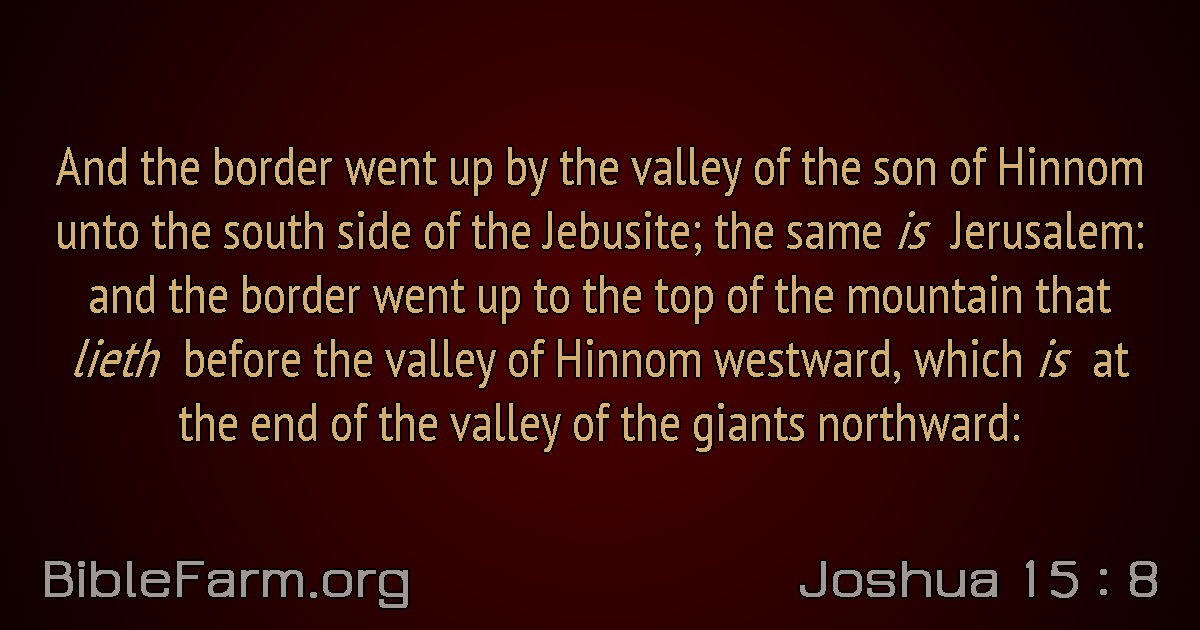 And the border went up by the valley of the son of Hinnom
unto the south side of the Jebusite; the same is Jerusalem:
and the border went up to the top of the mountain that
lieth before the valley of Hinnom westward, which is at
the end of the valley of the giants northward:
BibleFarm.org
Joshua 15 : 8